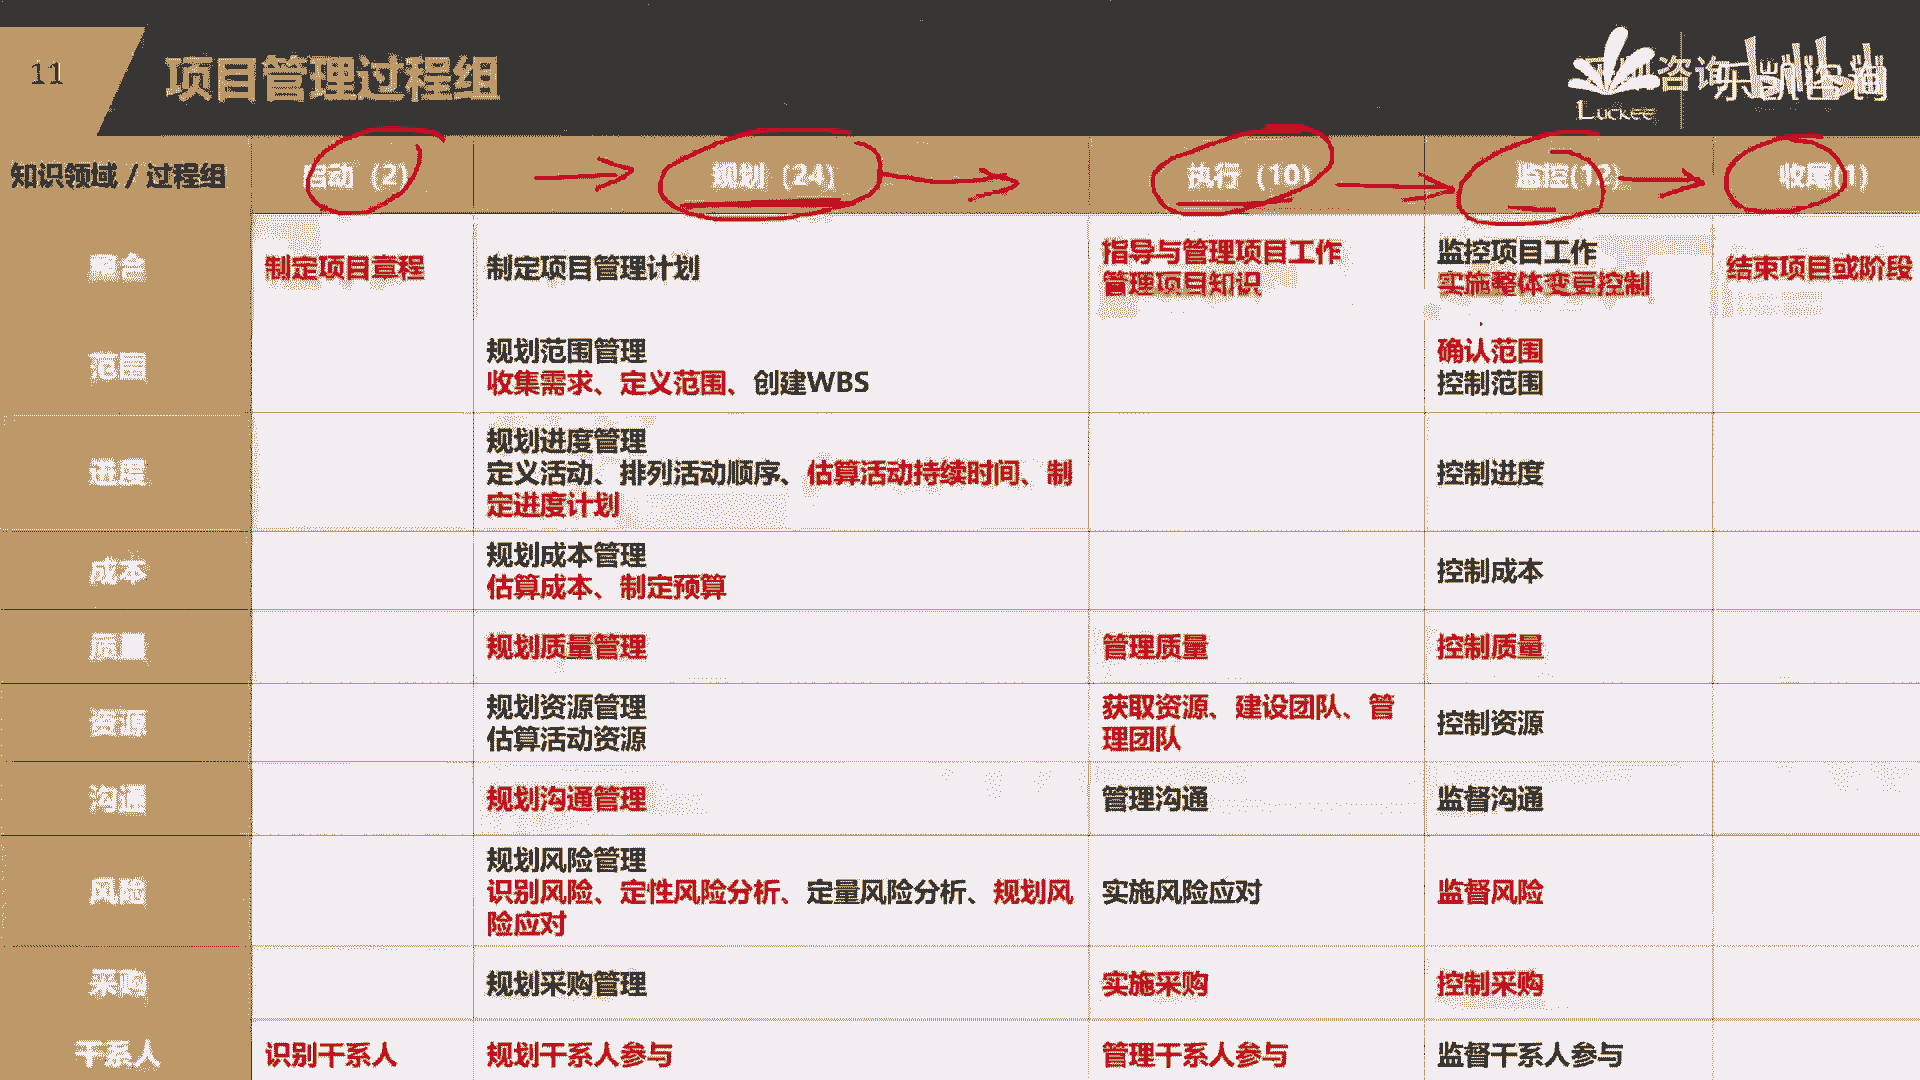 11
项目管理过程组
Luckee
知识领域 / 过程组
启动（2）
规划（24）
执行（10）
监控(12)
收尾(1)
整合
制定项目章程
制定项目管理计划
指导与管理项目工作
管理项目知识
监控项目工作
实施整体变更控制
结束项目或阶段
范围
规划范围管理
收集需求、定义范围、创建WBS
确认范围
控制范围
进度
规划进度管理
定义活动、排列活动顺序、估算活动持续时间、制
定进度计划
控制进度
成本
规划成本管理
估算成本、制定预算
控制成本
质量
规划质量管理
管理质量
控制质量
资源
规划资源管理
估算活动资源
获取资源、建设团队、管
理团队
控制资源
沟通
规划沟通管理
管理沟通
监督沟通
风险
规划风险管理
识别风险、定性风险分析、定量风险分析、规划风
险应对
实施风险应对
监督风险
采购
规划采购管理
实施采购
控制采购
干系人
识别干系人
规划干系人参与
管理干系人参与
监督干系人参与